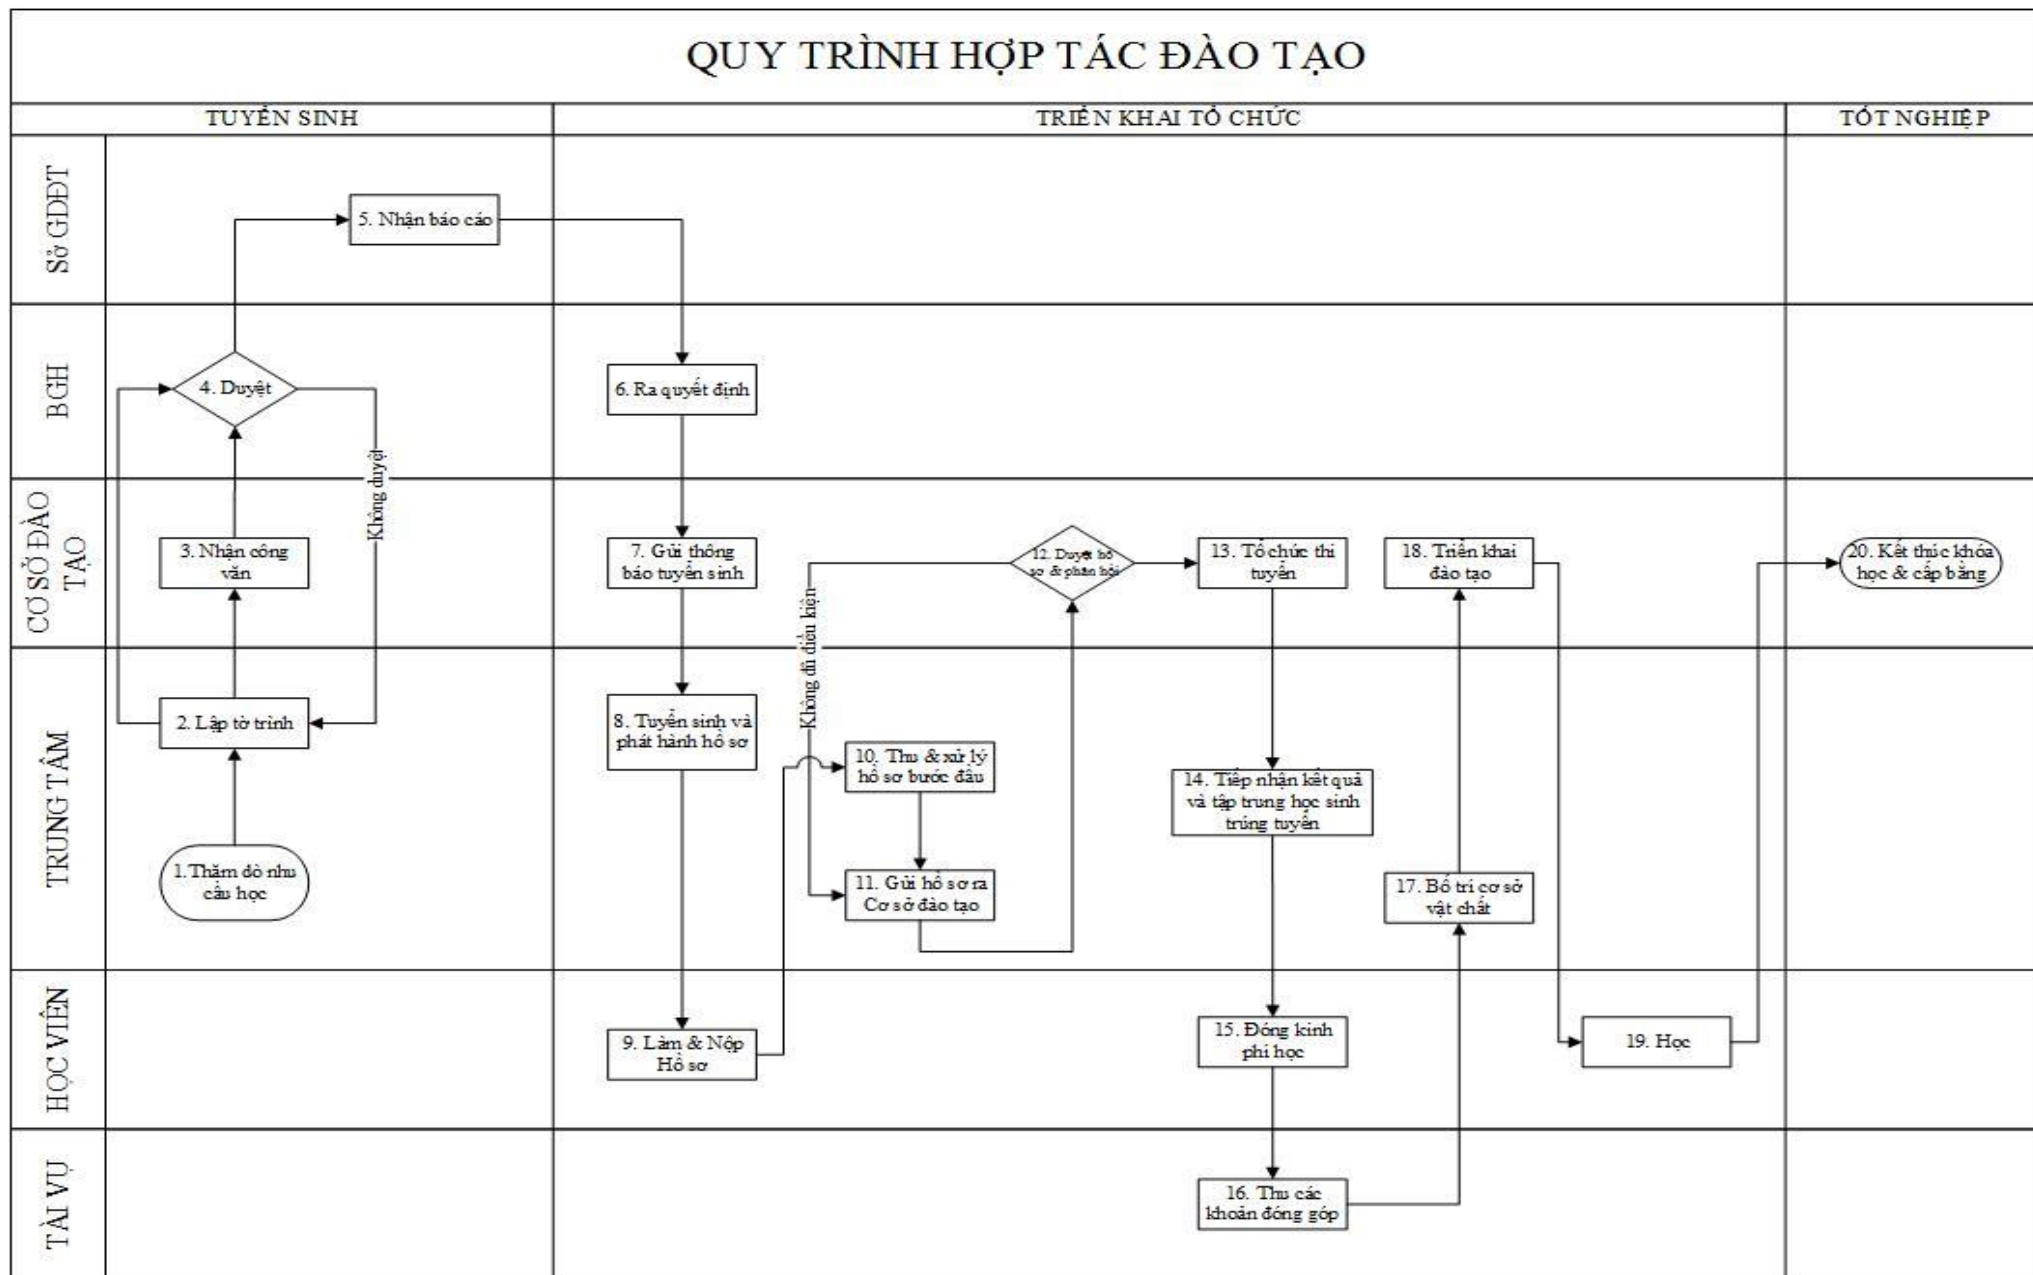 QUY TRÌNH HỢP TÁC ĐÀO TẠO
TUYỂN SINH
TRIỂN KHAI TỔ CHỨC
TỐT NGHIỆP
Sở GDĐT
5. Nhận báo cáo
BGH
4. Duyệt
6. Ra quyết định
Không duyệt
CƠ SỞ ĐÀO
TẠO
3. Nhận công
văn
7. Gửi thông
báo tuyển sinh
12. Duyệt hồ
sơ & phản hồi
13. Tổ chức thi
tuyển
18. Triển khai
đào tạo
20. Kết thúc khóa
học & cấp bằng
Không đủ điều kiện
TRUNG TÂM
2. Lập tờ trình
8. Tuyển sinh và
phát hành hồ sơ
10. Thu & xử lý
hồ sơ bước đầu
14. Tiếp nhận kết quả
và tập trung học sinh
trúng tuyển
1.Thăm dò nhu
cầu học
11. Gửi hồ sơ ra
Cơ sở đào tạo
17. Bố trí cơ sở
vật chất
HỌC VIÊN
9. Làm & Nộp
Hồ sơ
15. Đóng kinh
phí học
19. Học
TÀI VỤ
16. Thu các
khoản đóng góp